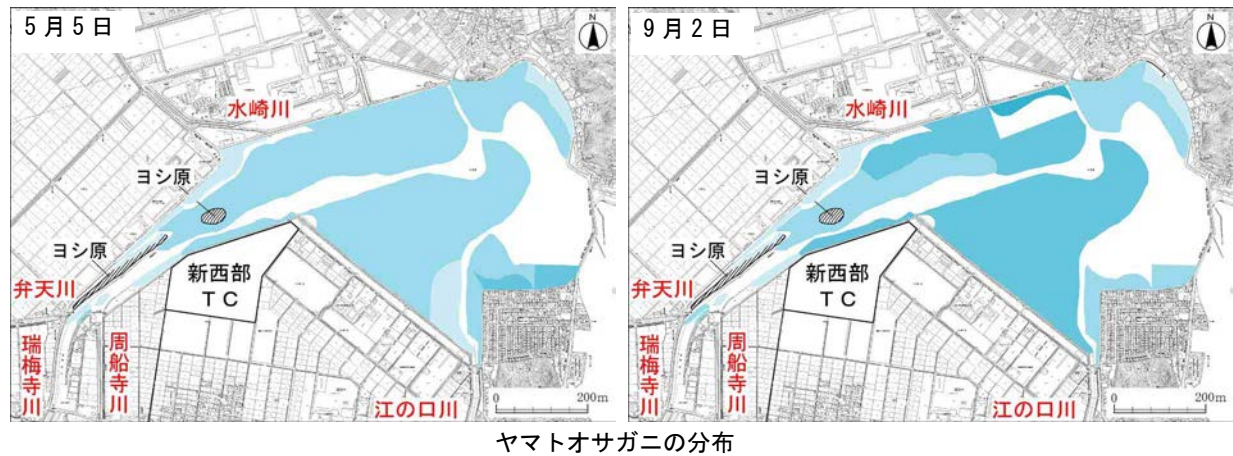 5月5日
N
水崎川
ヨシ原
ヨシ原
弁天川
新西部
TC
瑞梅寺川
周船寺川
江の口川
200m
9月2日
N
水崎川
ヨシ原
ヨシ原
弁天川
新西部
TC
瑞梅寺川
周船寺川
江の口川
200m
ヤマトオサガニの分布